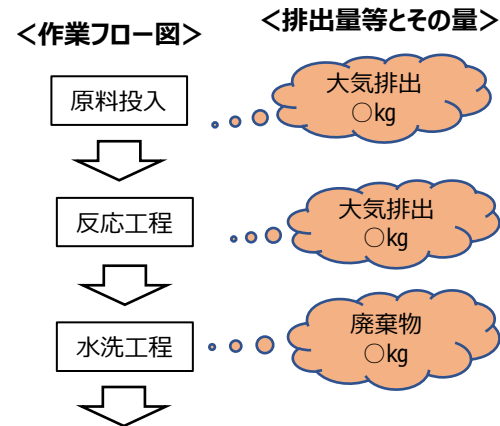 <作業フロー図>
<排出量等とその量>
原料投入
大気排出
○kg
反応工程
大気排出
○kg
水洗工程
廃棄物
○kg